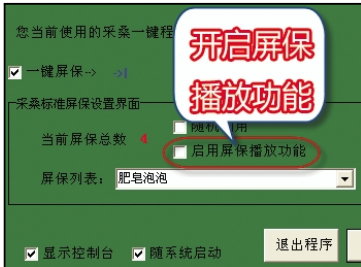 您当前使用的采桑一键程
开启屏保
播放功能
一键屏保-> ->|
采桑标准屏保设置界面
当前屏保总数 4
启用屏保播放功能
屏保列表: 肥皂泡泡
显示控制台 随系统启动 退出程序